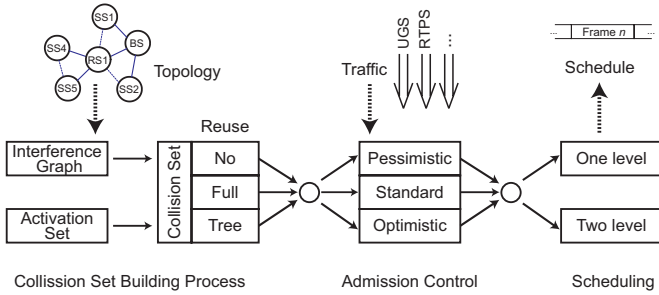 SS1
SS4
BS
RS1
SS5
SS2
Topology
Traffic
UGS
RTPS
...
... Frame n ...
Schedule
Reuse
Interference
Graph
Activation
Set
Collision Set
No
Full
Tree
Pessimistic
Standard
Optimistic
One level
Two level
Collission Set Building Process
Admission Control
Scheduling